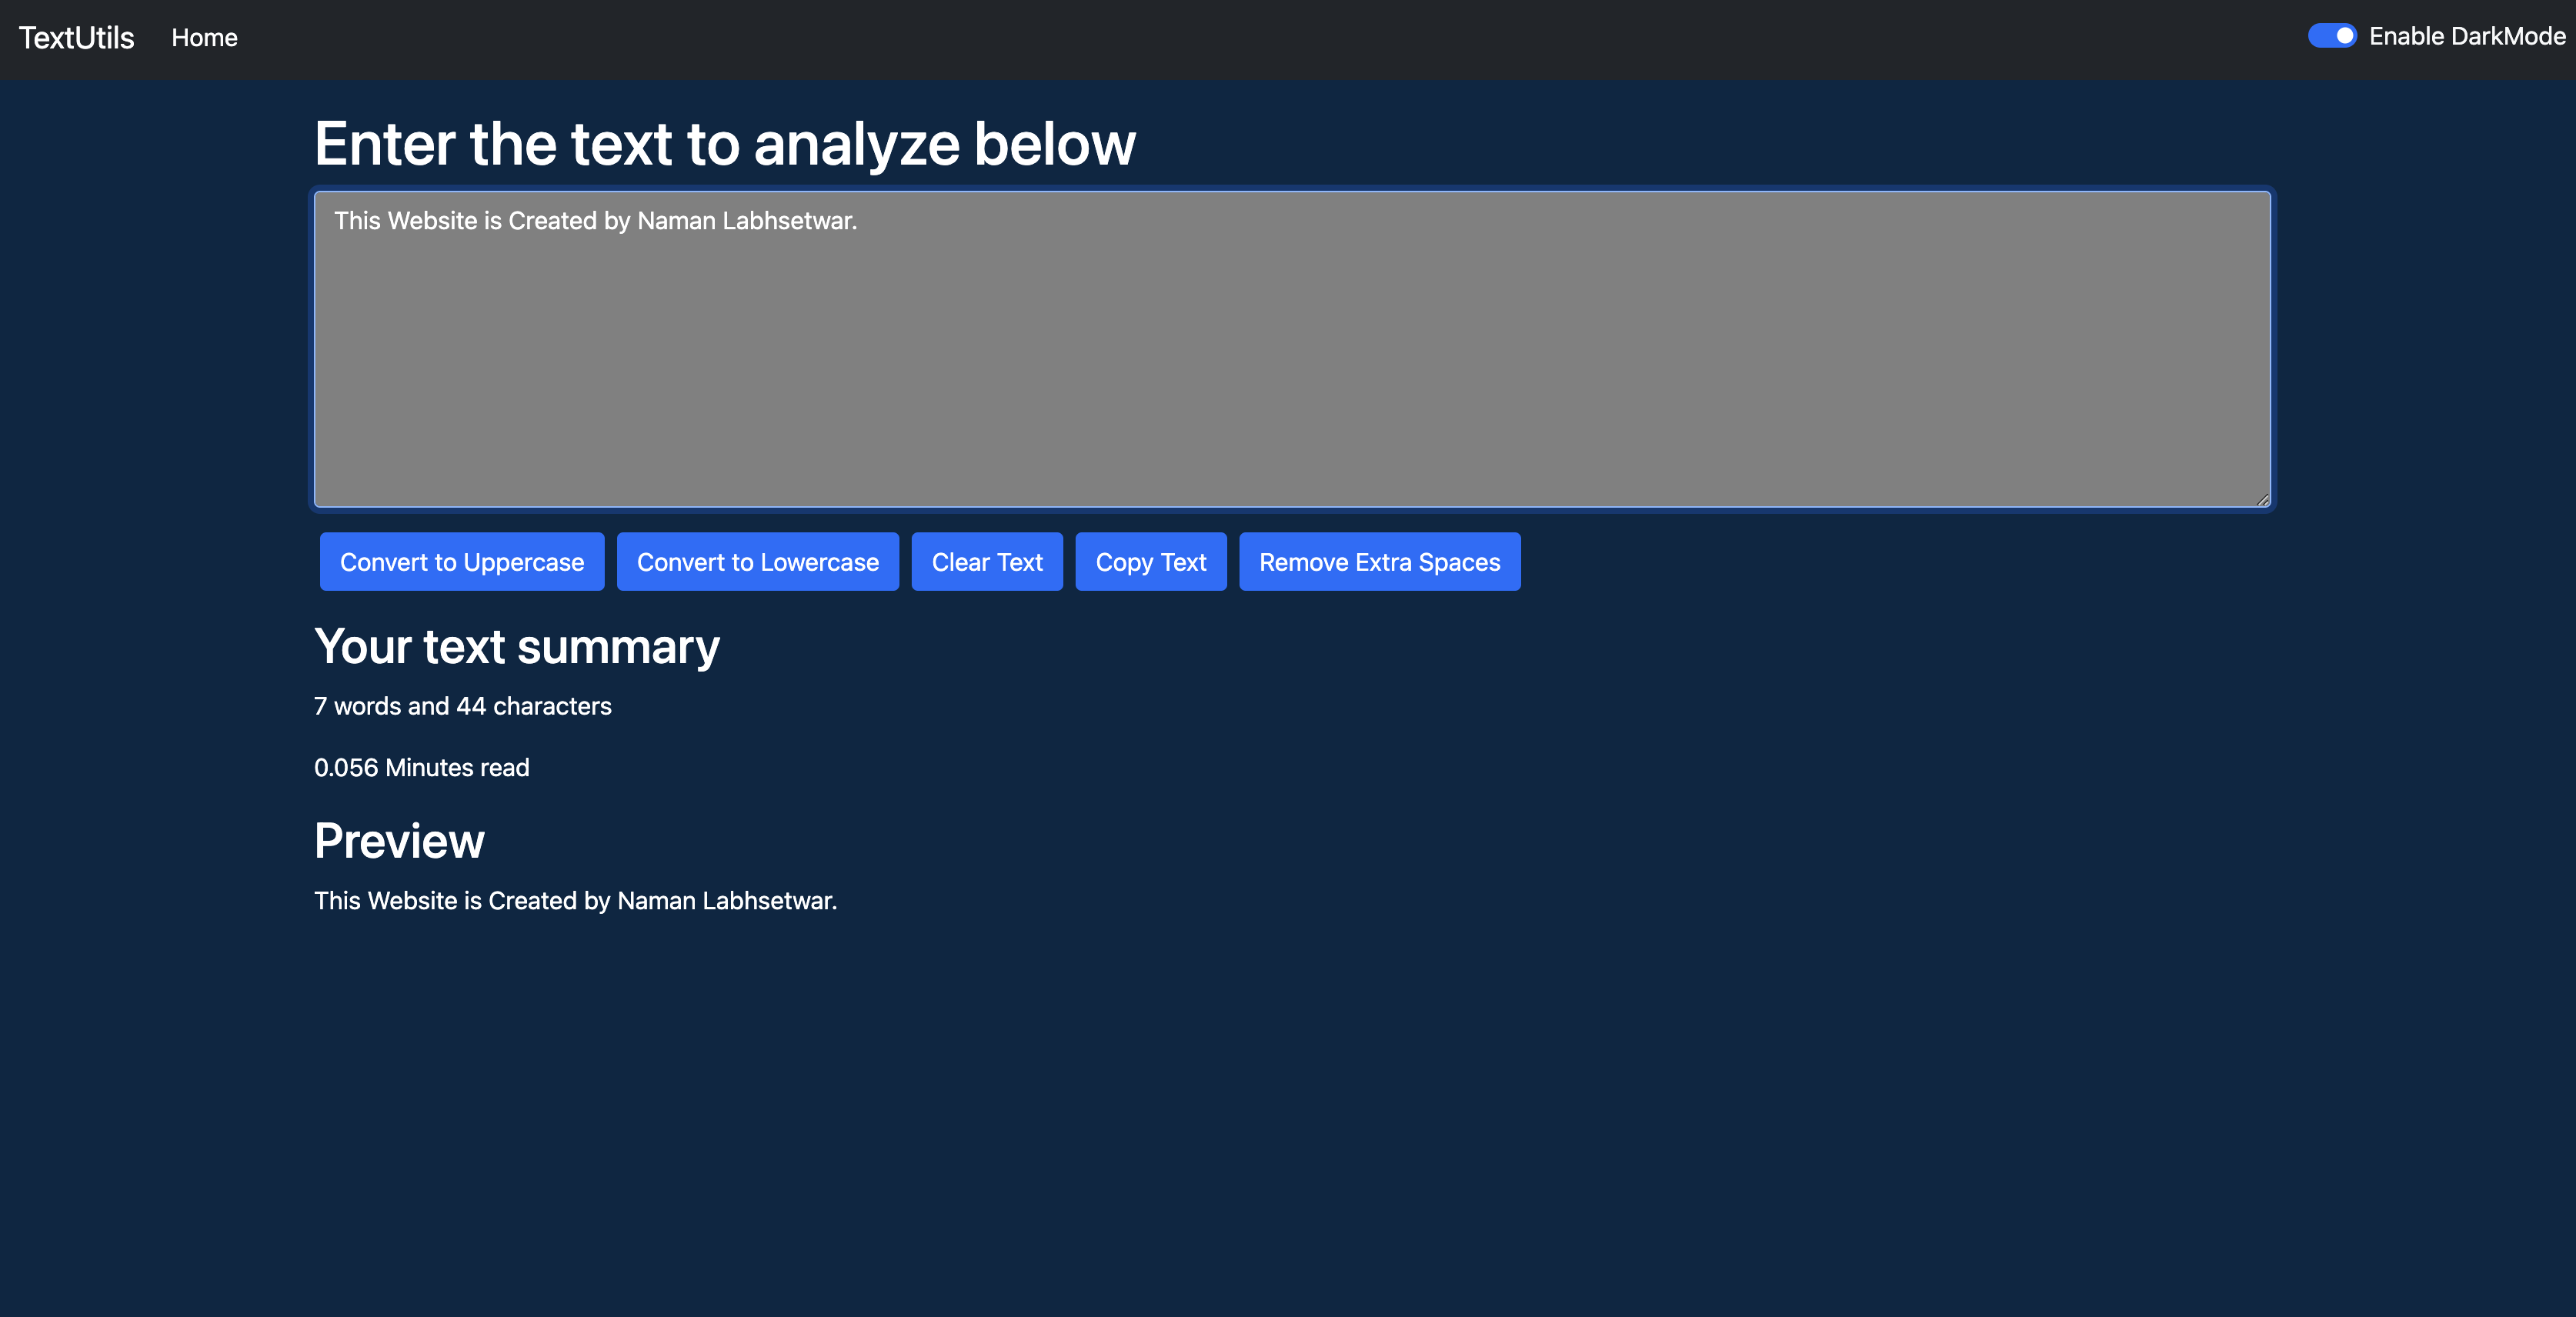 TextUtils Home Enable DarkMode
Enter the text to analyze below
This Website is Created by Naman Labhsetwar.
Convert to Uppercase Convert to Lowercase Clear Text Copy Text Remove Extra Spaces
Your text summary
7 words and 44 characters
0.056 Minutes read
Preview
This Website is Created by Naman Labhsetwar.